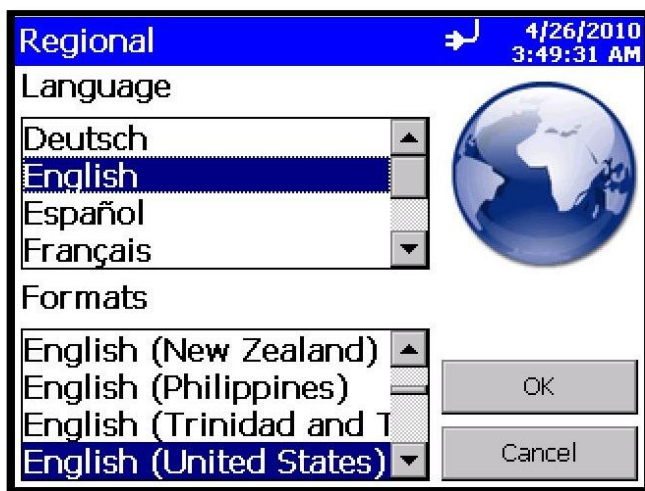 Regional
4/26/2010
3:49:31 AM
Language
Deutsch
English
Español
Français
Formats
English (New Zealand)
English (Philippines)
English (Trinidad and T
English (United States)
OK
Cancel